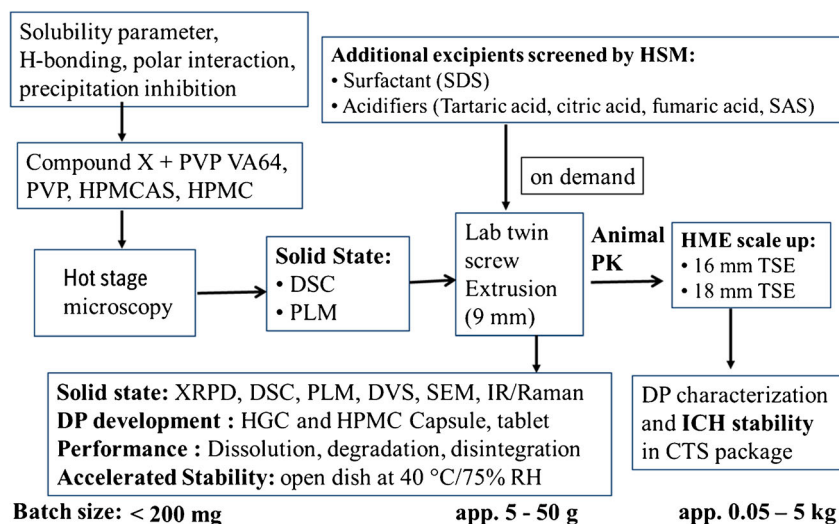 Solubility parameter,
H-bonding, polar interaction,
precipitation inhibition
Additional excipients screened by HSM:
• Surfactant (SDS)
• Acidifiers (Tartaric acid, citric acid, fumaric acid, SAS)
Compound X + PVP VA64,
PVP, HPMCAS, HPMC
on demand
Hot stage
microscopy
Solid State:
• DSC
• PLM
Lab twin
screw
Extrusion
(9 mm)
Animal
PK
HME scale up:
• 16 mm TSE
• 18 mm TSE
Solid state: XRPD, DSC, PLM, DVS, SEM, IR/Raman
DP development : HGC and HPMC Capsule, tablet
Performance : Dissolution, degradation, disintegration
Accelerated Stability: open dish at 40 °C/75% RH
DP characterization
and ICH stability
in CTS package
Batch size: < 200 mg
app. 5 - 50 g
app. 0.05 – 5 kg